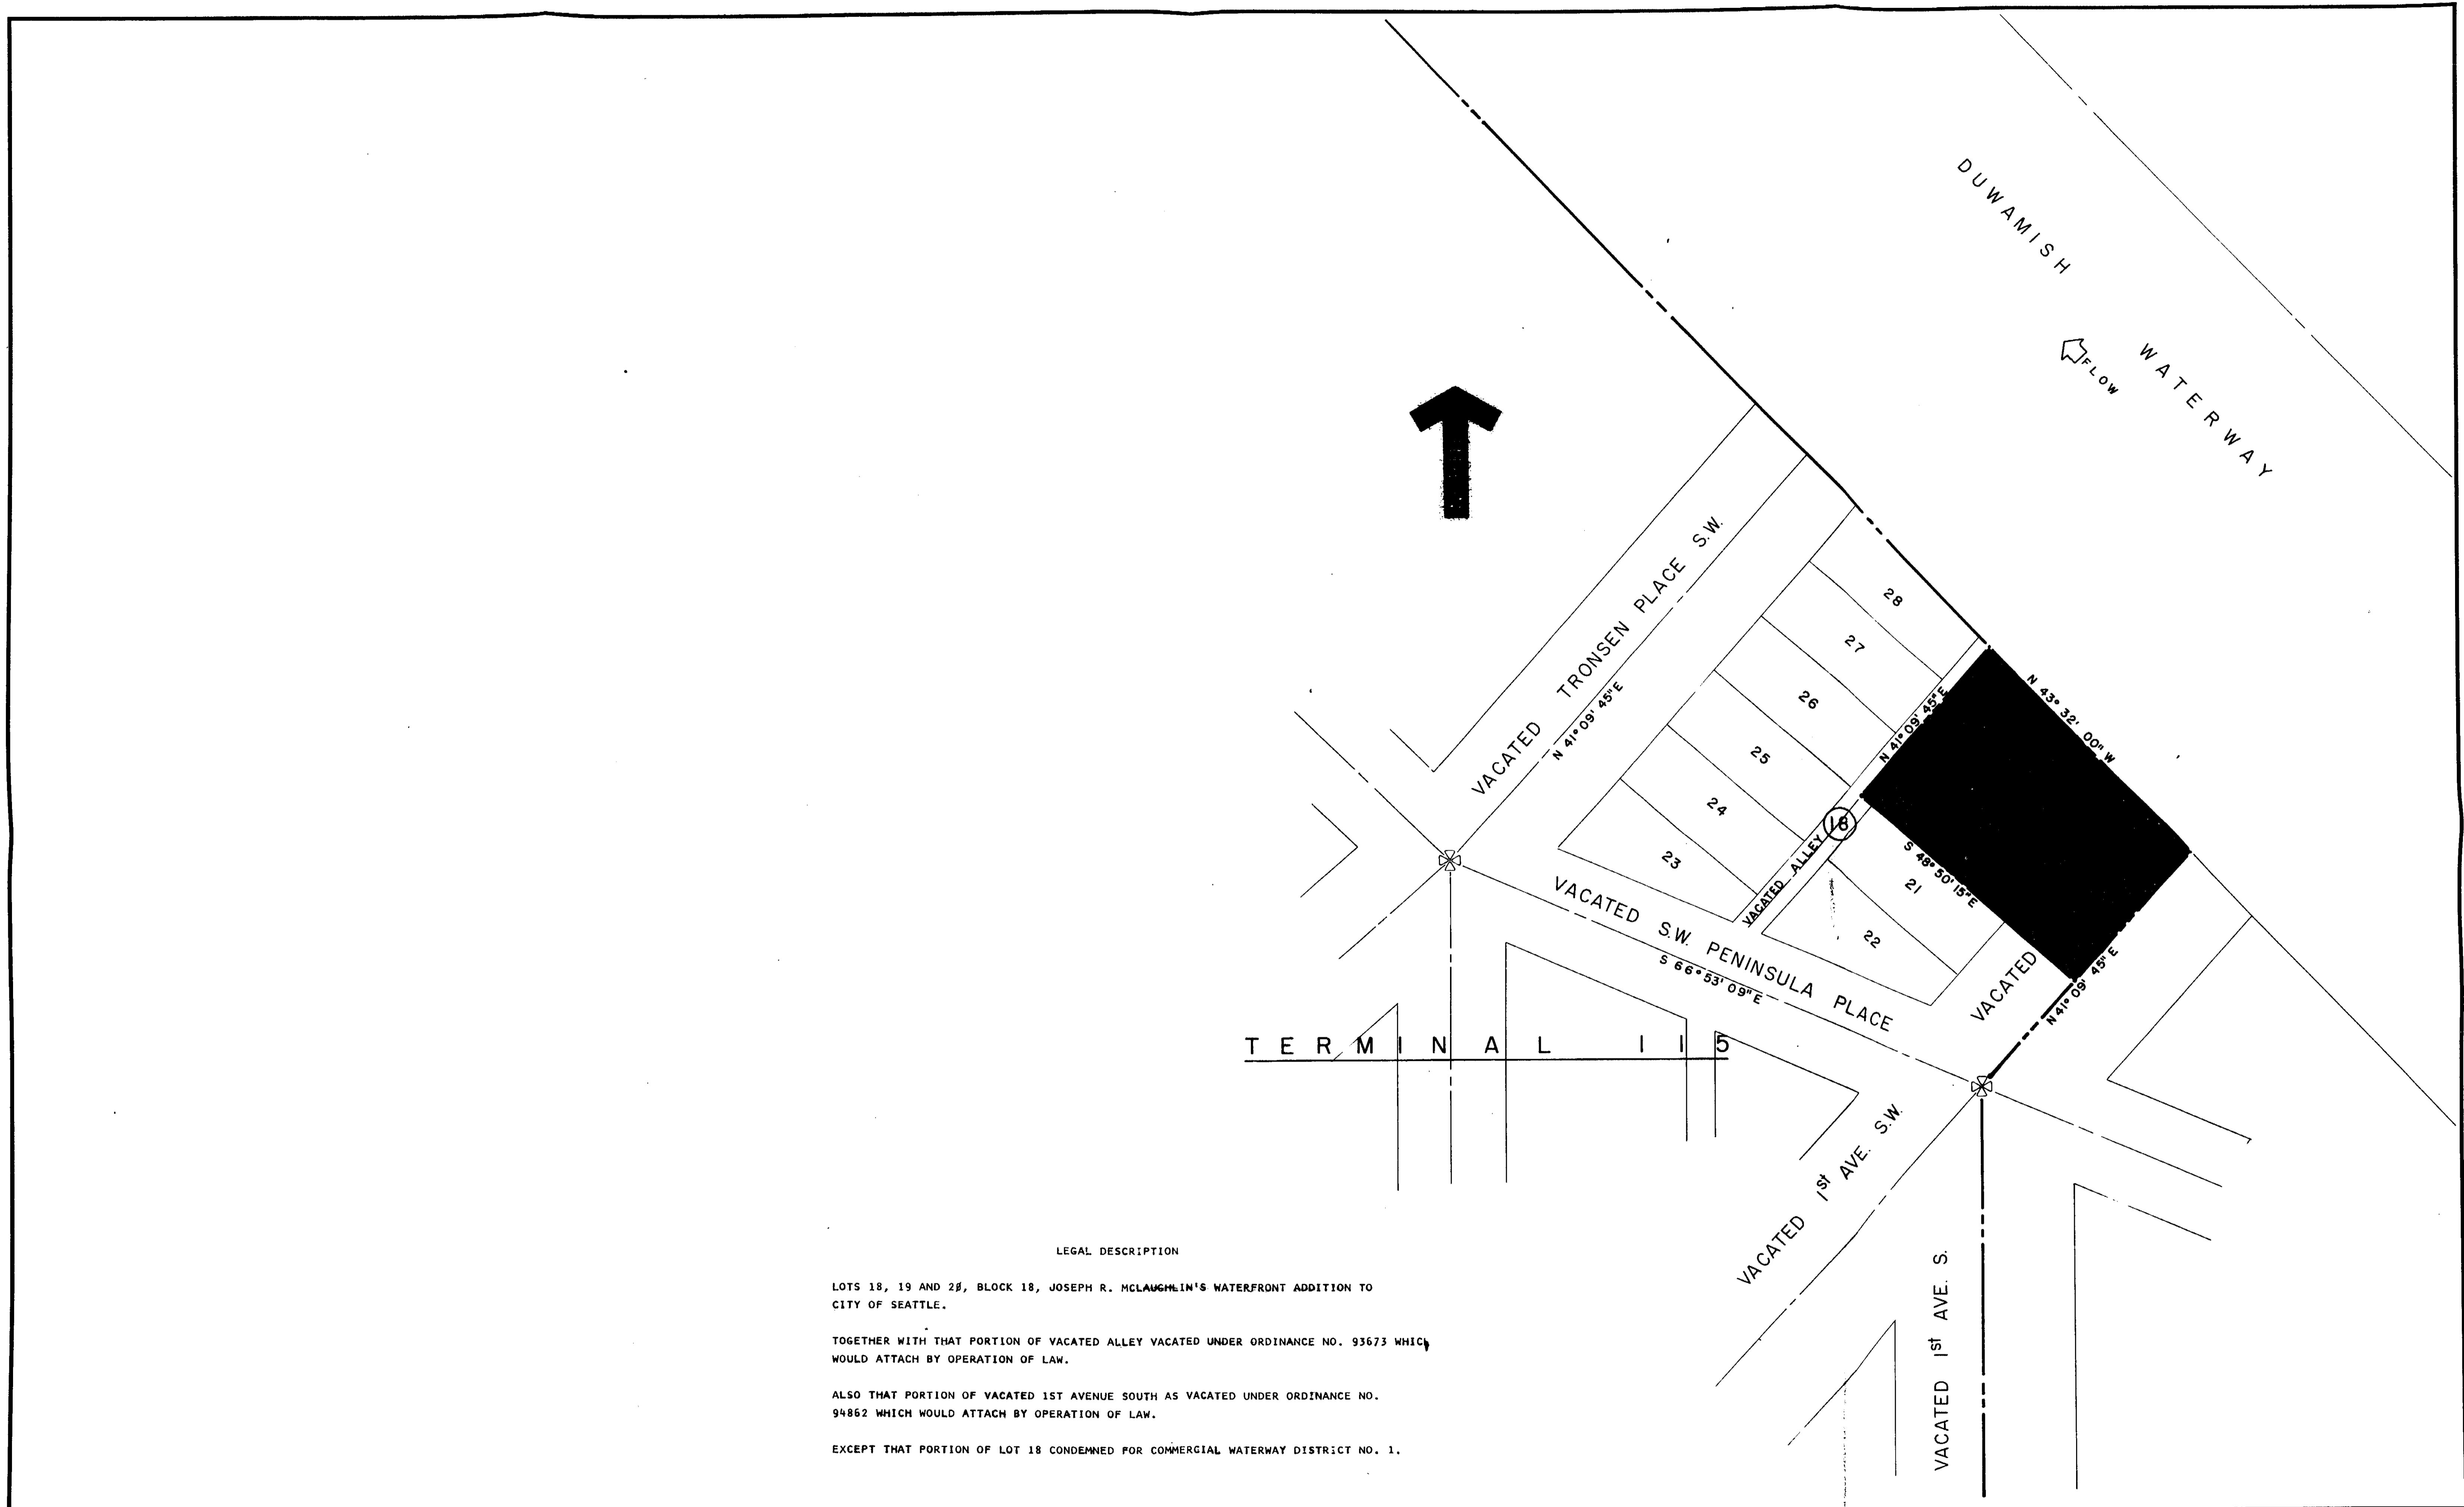 DUWAMISH
WATERWAY
FLOW
VACATED TRONSEN PLACE S.W.
N 41° 09' 45" E
28
27
26
25
24
23
N 41° 09' 45" E
N 43° 32' 00" W
18
VACATED ALLEY
S 48° 50' 15" E
21
22
VACATED
N 41° 09' 45" E
VACATED S.W. PENINSULA PLACE
S 66° 53' 09" E
TERMINAL 115
VACATED 1st AVE. S.W.
VACATED 1st AVE. S.
LEGAL DESCRIPTION
LOTS 18, 19 AND 20, BLOCK 18, JOSEPH R. MCLAUGHLIN'S WATERFRONT ADDITION TO
CITY OF SEATTLE.
TOGETHER WITH THAT PORTION OF VACATED ALLEY VACATED UNDER ORDINANCE NO. 93673 WHICH
WOULD ATTACH BY OPERATION OF LAW.
ALSO THAT PORTION OF VACATED 1ST AVENUE SOUTH AS VACATED UNDER ORDINANCE NO.
94862 WHICH WOULD ATTACH BY OPERATION OF LAW.
EXCEPT THAT PORTION OF LOT 18 CONDEMNED FOR COMMERCIAL WATERWAY DISTRICT NO. 1.